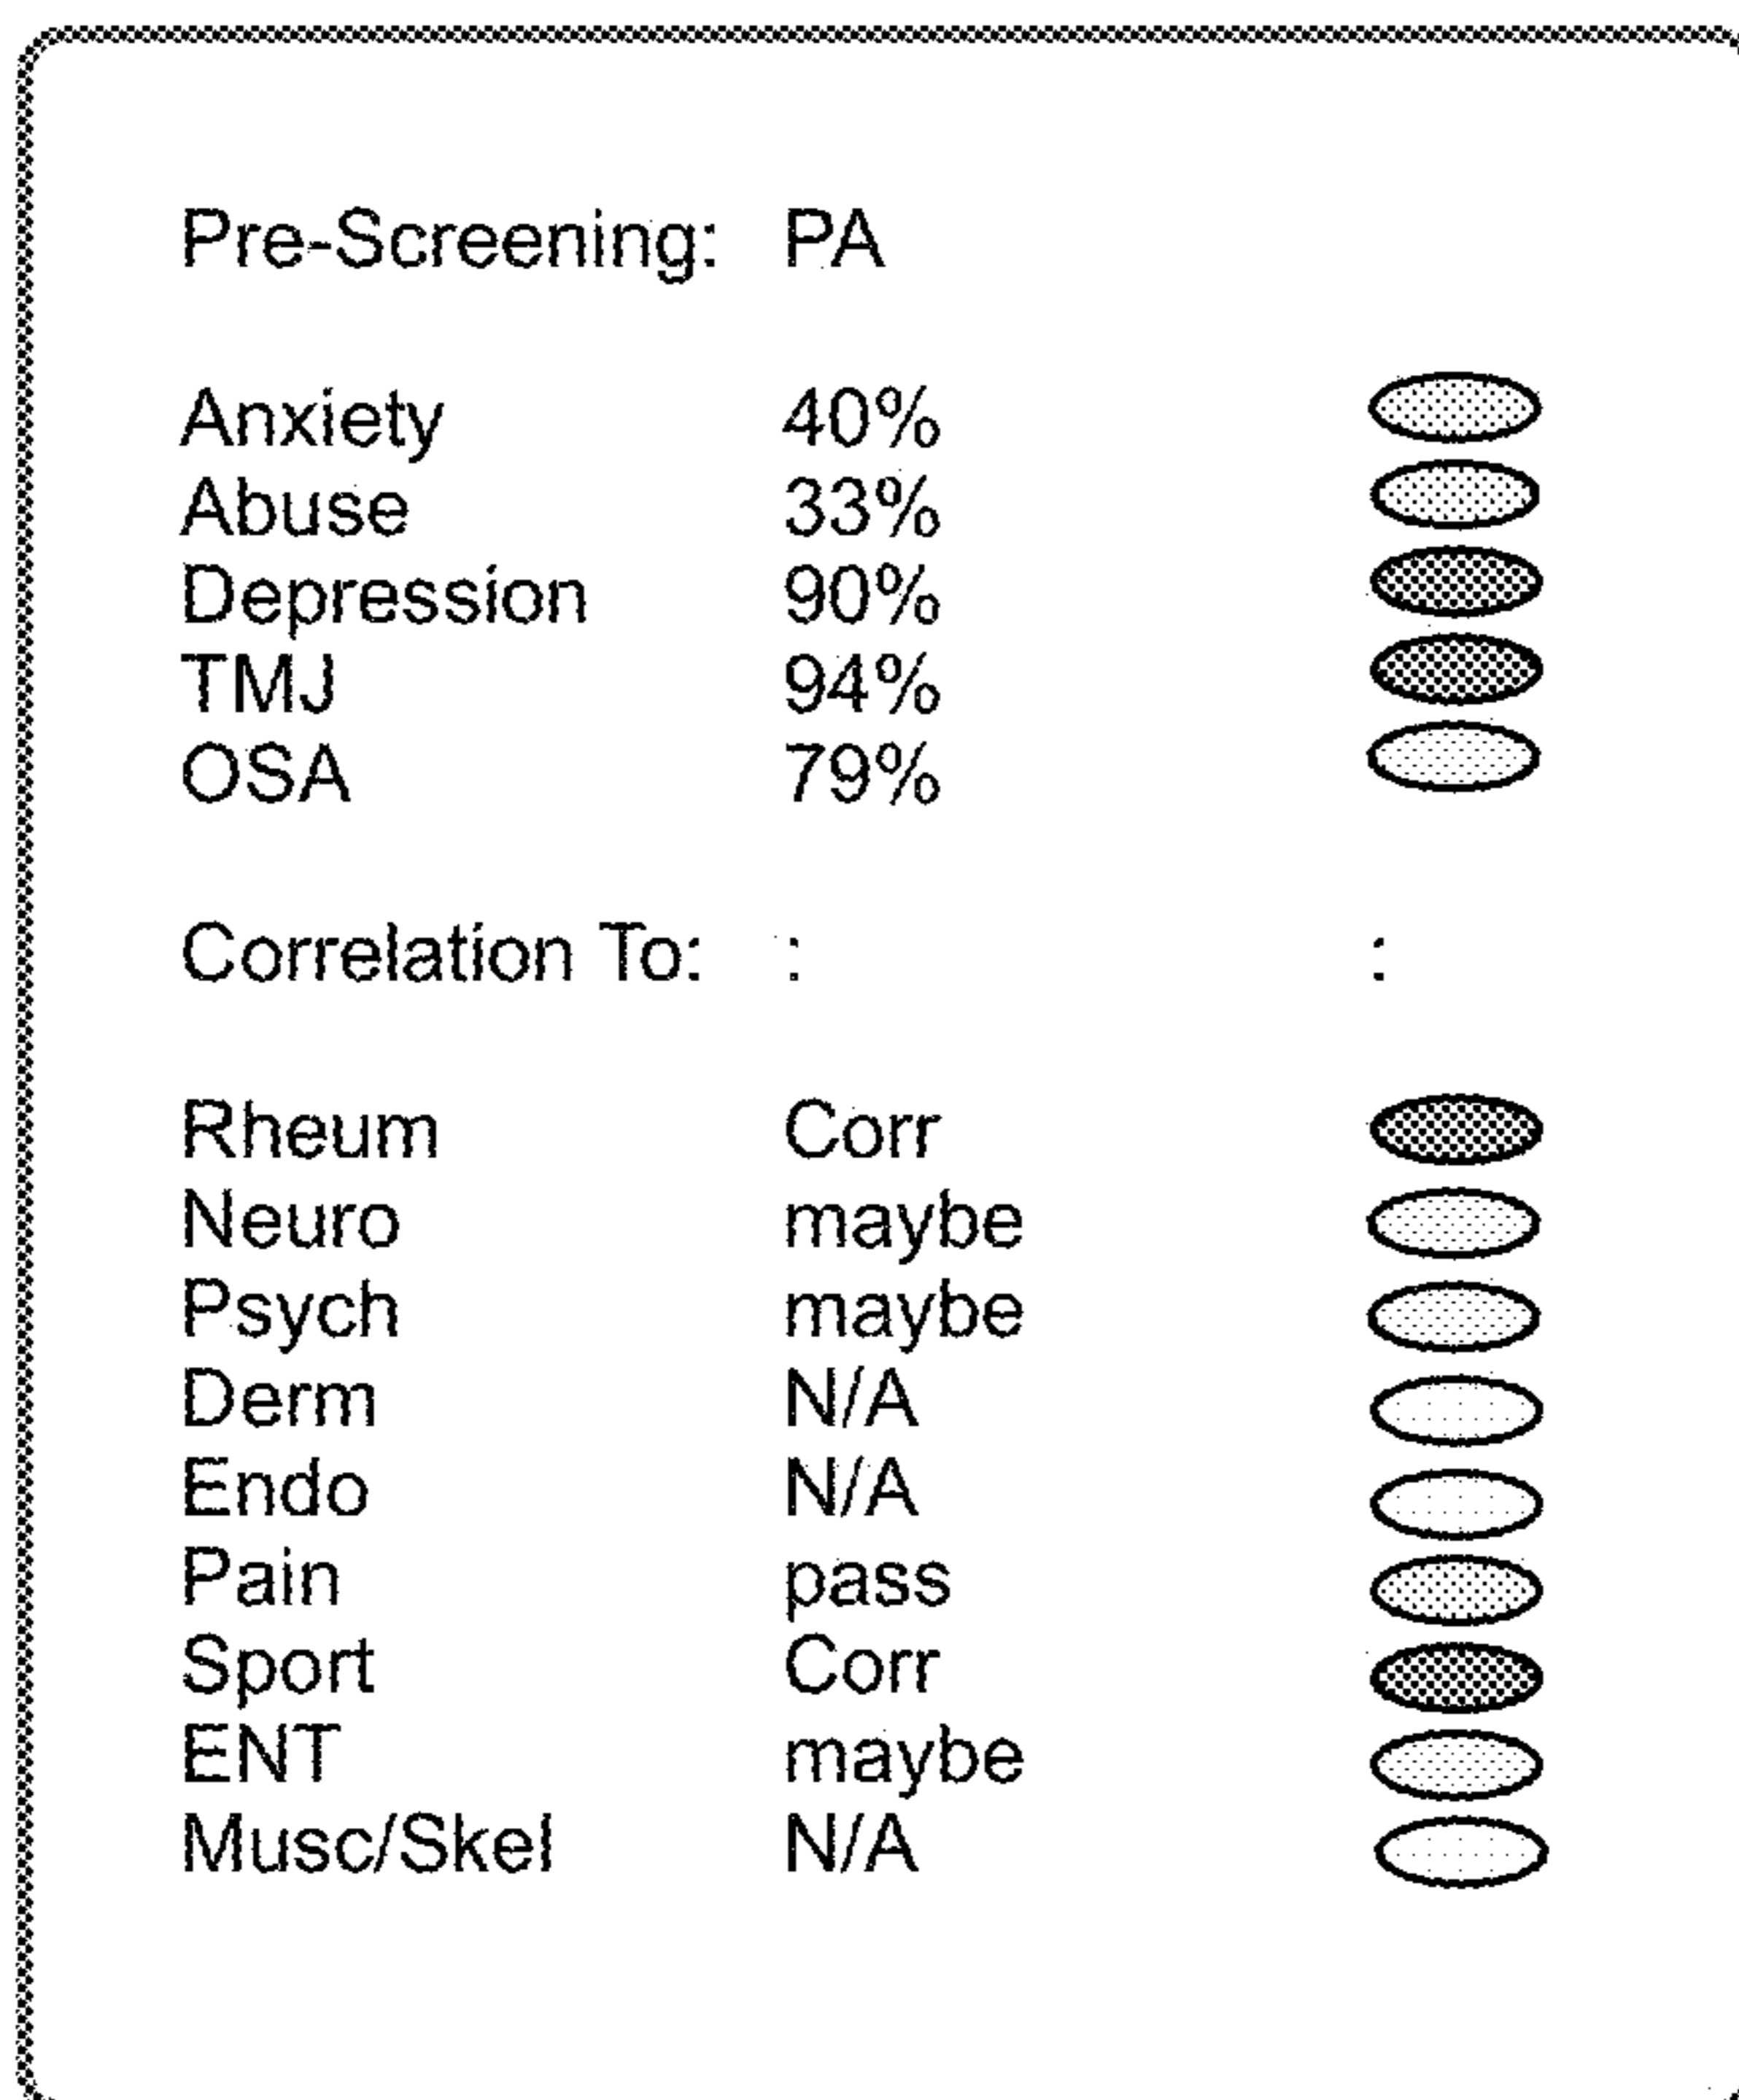 Pre-Screening: PA
Anxiety 40%
Abuse 33%
Depression 90%
TMJ 94%
OSA 79%
Correlation To: : :
Rheum Corr
Neuro maybe
Psych maybe
Derm N/A
Endo N/A
Pain pass
Sport Corr
ENT maybe
Musc/Skel N/A